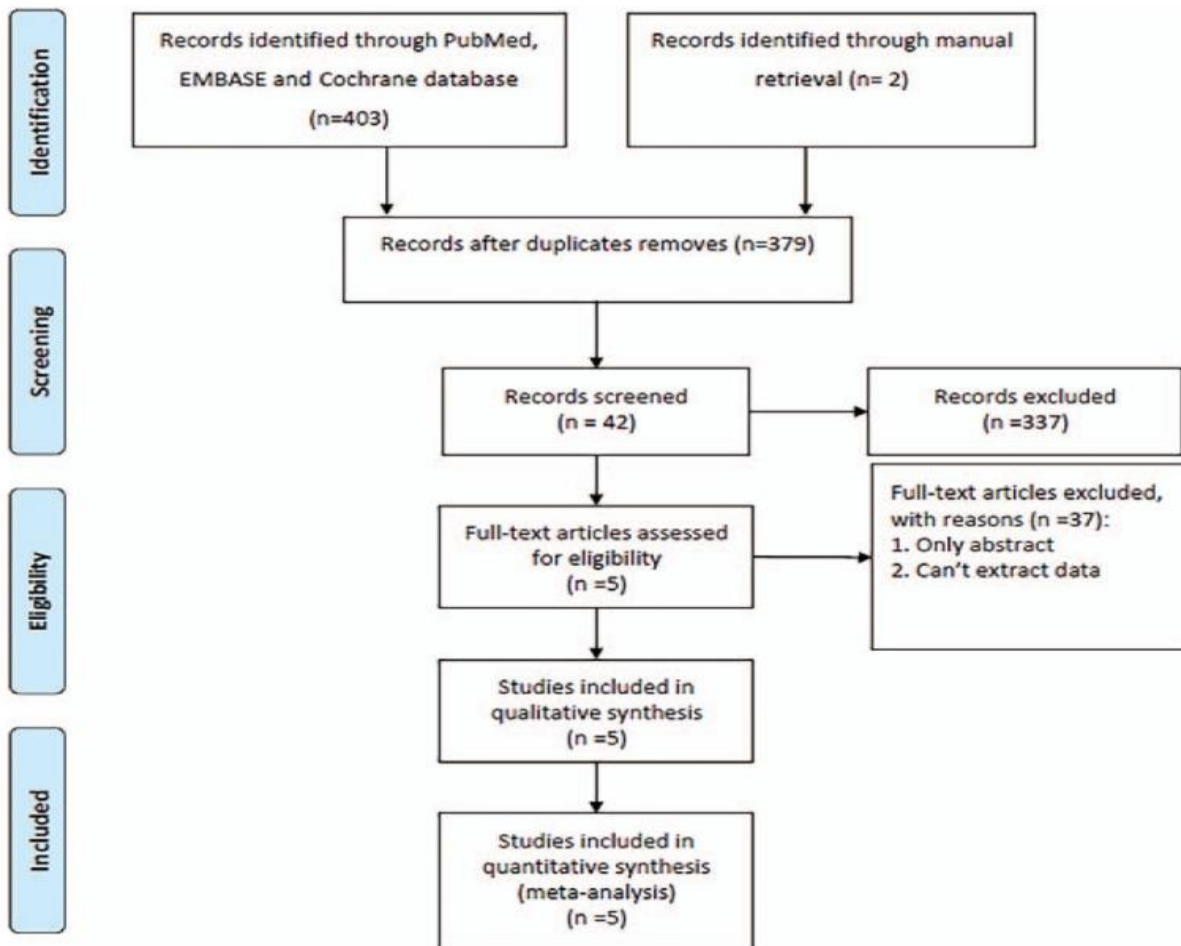 Identification
Records identified through PubMed,
EMBASE and Cochrane database
(n=403)
Records identified through manual
retrieval (n= 2)
Records after duplicates removes (n=379)
Screening
Records screened
(n = 42)
Records excluded
(n =337)
Eligibility
Full-text articles assessed
for eligibility
(n =5)
Full-text articles excluded,
with reasons (n =37):
1. Only abstract
2. Can't extract data
Studies included in
qualitative synthesis
(n =5)
Included
Studies included in
quantitative synthesis
(meta-analysis)
(n =5)